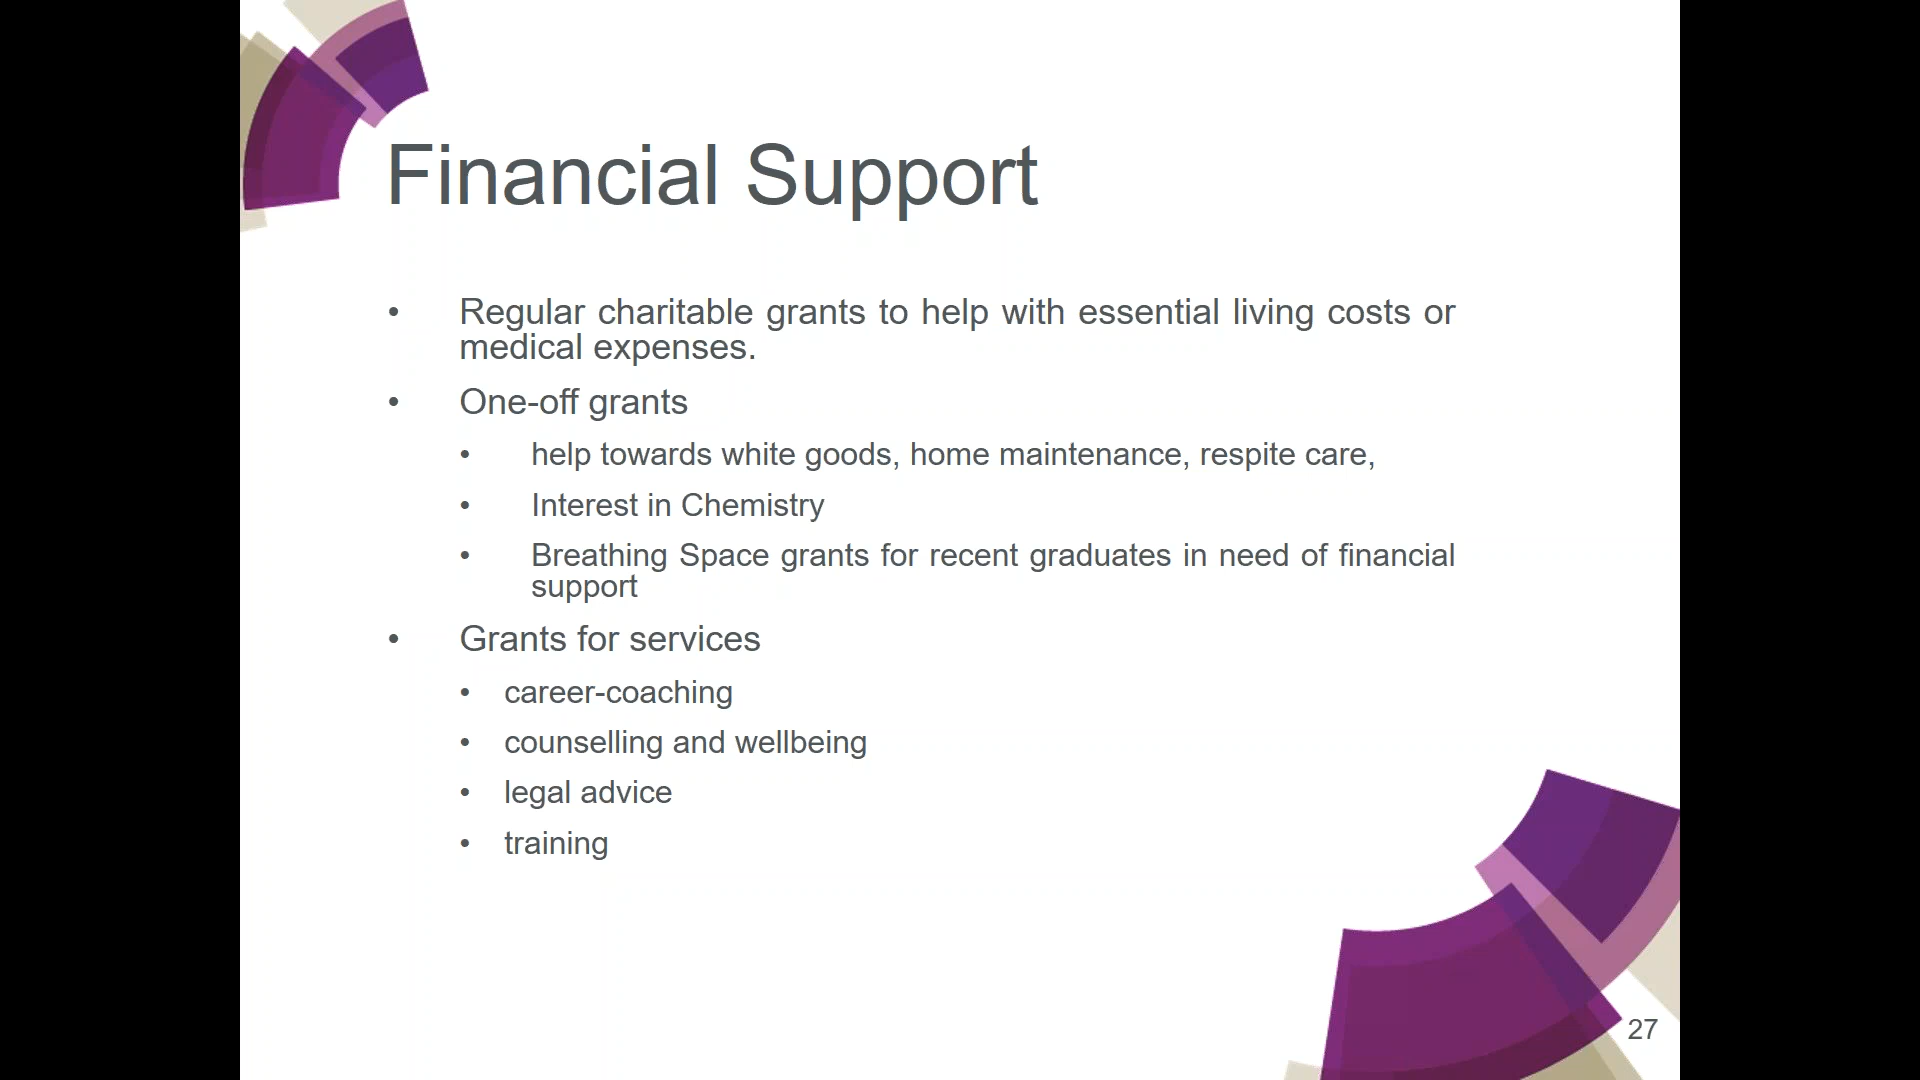 Financial Support
• Regular charitable grants to help with essential living costs or
medical expenses.
• One-off grants
• help towards white goods, home maintenance, respite care,
• Interest in Chemistry
• Breathing Space grants for recent graduates in need of financial
support
• Grants for services
• career-coaching
• counselling and wellbeing
• legal advice
• training
27